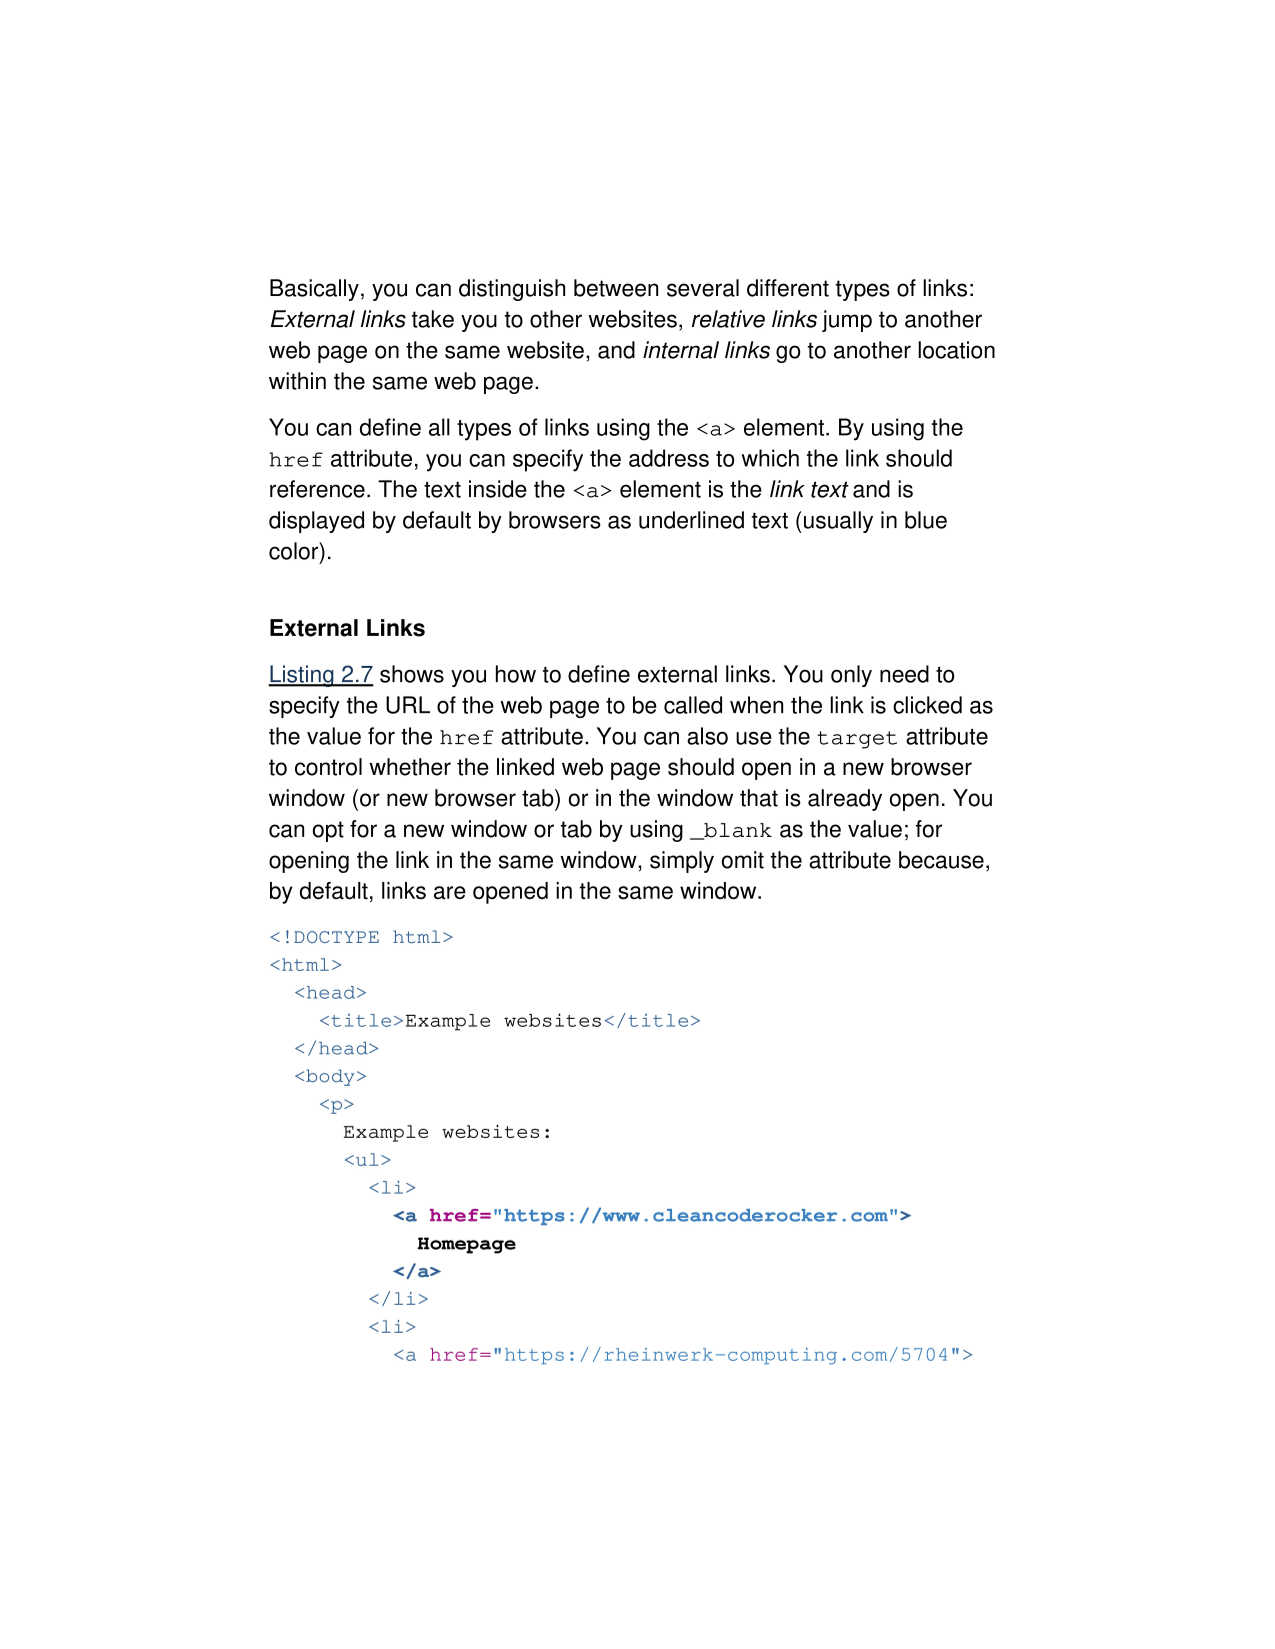 Basically, you can distinguish between several different types of links:
External links take you to other websites, relative links jump to another
web page on the same website, and internal links go to another location
within the same web page.
You can define all types of links using the <a> element. By using the
href attribute, you can specify the address to which the link should
reference. The text inside the <a> element is the link text and is
displayed by default by browsers as underlined text (usually in blue
color).
External Links
Listing 2.7 shows you how to define external links. You only need to
specify the URL of the web page to be called when the link is clicked as
the value for the href attribute. You can also use the target attribute
to control whether the linked web page should open in a new browser
window (or new browser tab) or in the window that is already open. You
can opt for a new window or tab by using _blank as the value; for
opening the link in the same window, simply omit the attribute because,
by default, links are opened in the same window.
<!DOCTYPE html>
<html>
  <head>
    <title>Example websites</title>
  </head>
  <body>
    <p>
      Example websites:
      <ul>
        <li>
          <a href="https://www.cleancoderocker.com">
            Homepage
          </a>
        </li>
        <li>
          <a href="https://rheinwerk-computing.com/5704">